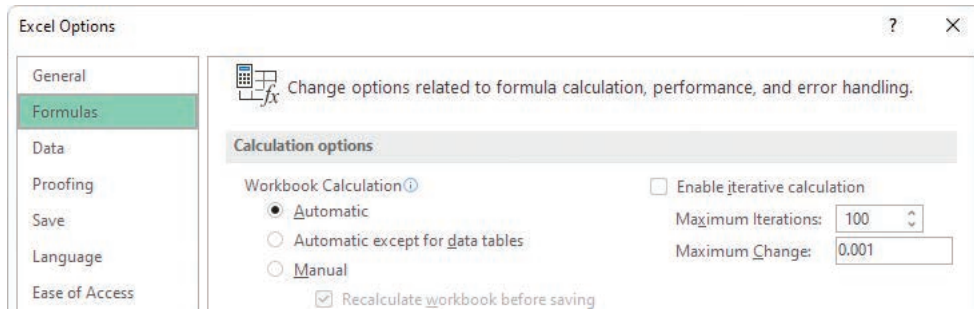 Excel Options
?
General
Formulas
Data
Proofing
Save
Language
Ease of Access
fx Change options related to formula calculation, performance, and error handling.
Calculation options
Workbook Calculation
Automatic
Automatic except for data tables
Manual
Recalculate workbook before saving
Enable iterative calculation
Maximum Iterations: 100
Maximum Change: 0.001